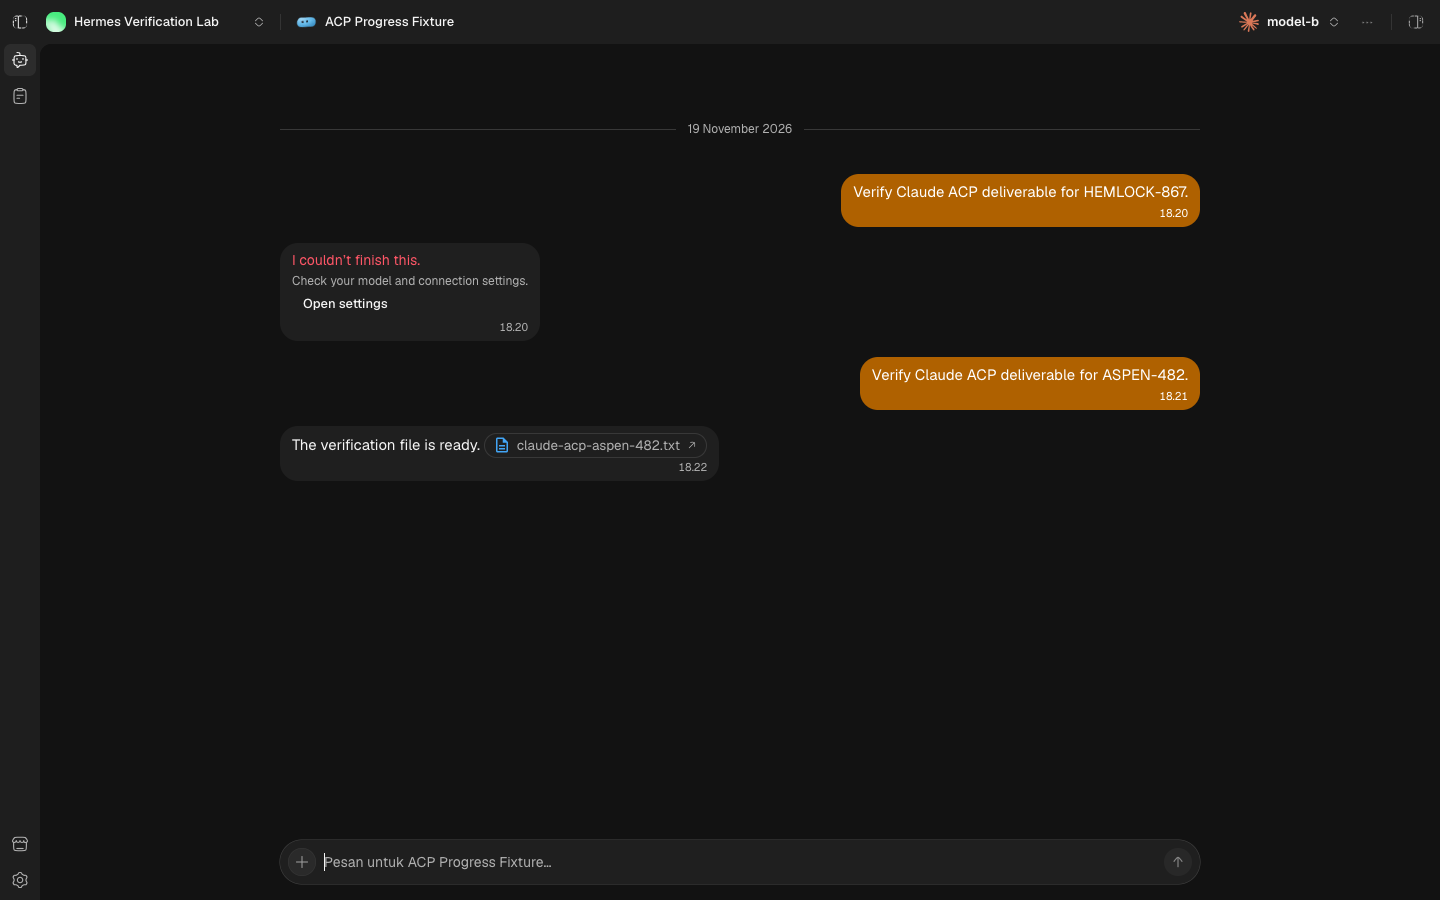 Hermes Verification Lab
ACP Progress Fixture
model-b
19 November 2026
Verify Claude ACP deliverable for HEMLOCK-867.
18.20
I couldn't finish this.
Check your model and connection settings.
Open settings
18.20
Verify Claude ACP deliverable for ASPEN-482.
18.21
The verification file is ready. claude-acp-aspen-482.txt
18.22
Pesan untuk ACP Progress Fixture...